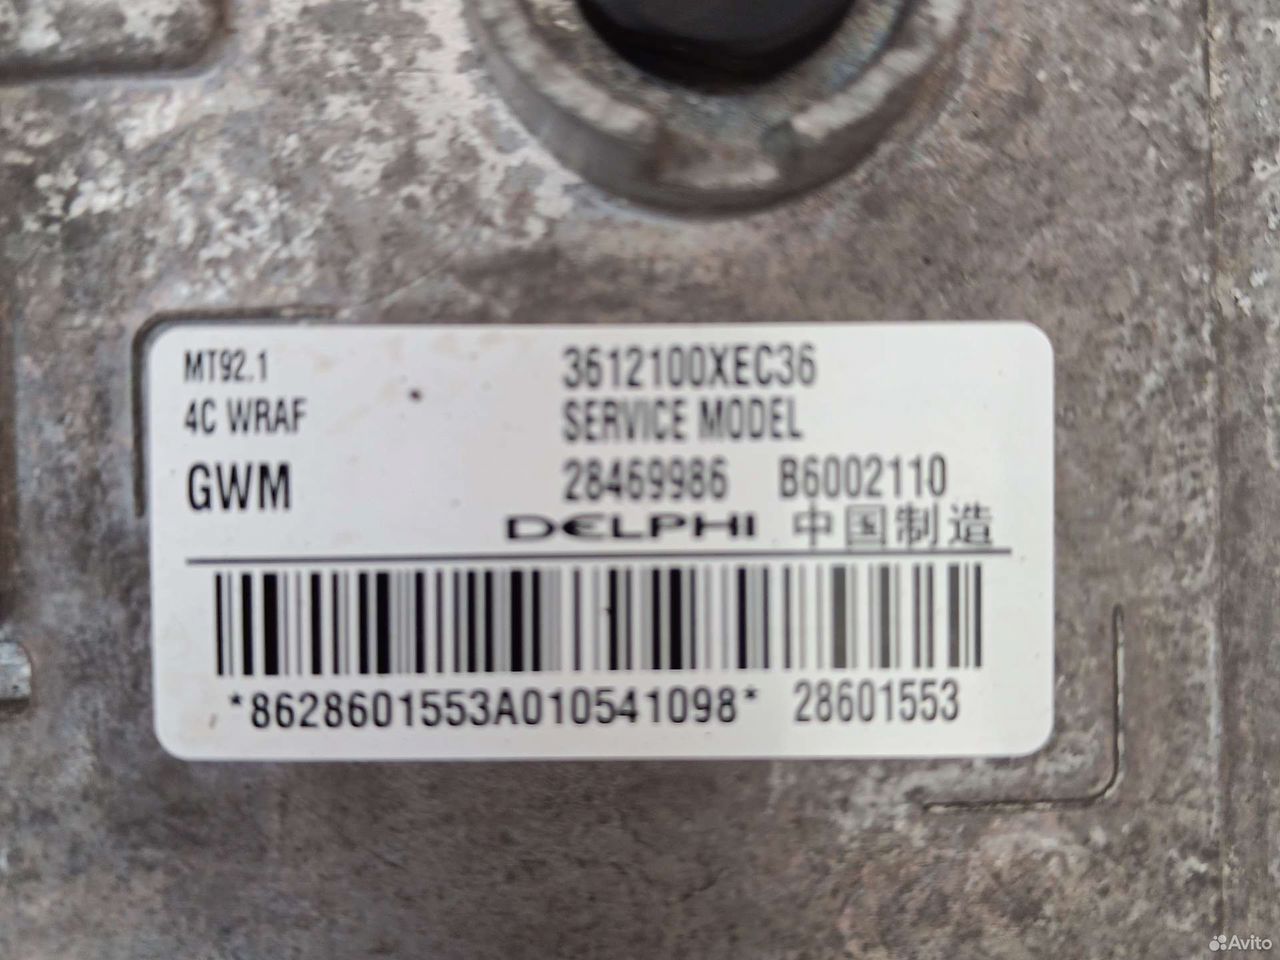 MT92.1 3612100XEC36
4C WRAF SERVICE MODEL
GWM 28469986 B6002110
DELPHI 中国制造
*8628601553A010541098* 28601553
Avito